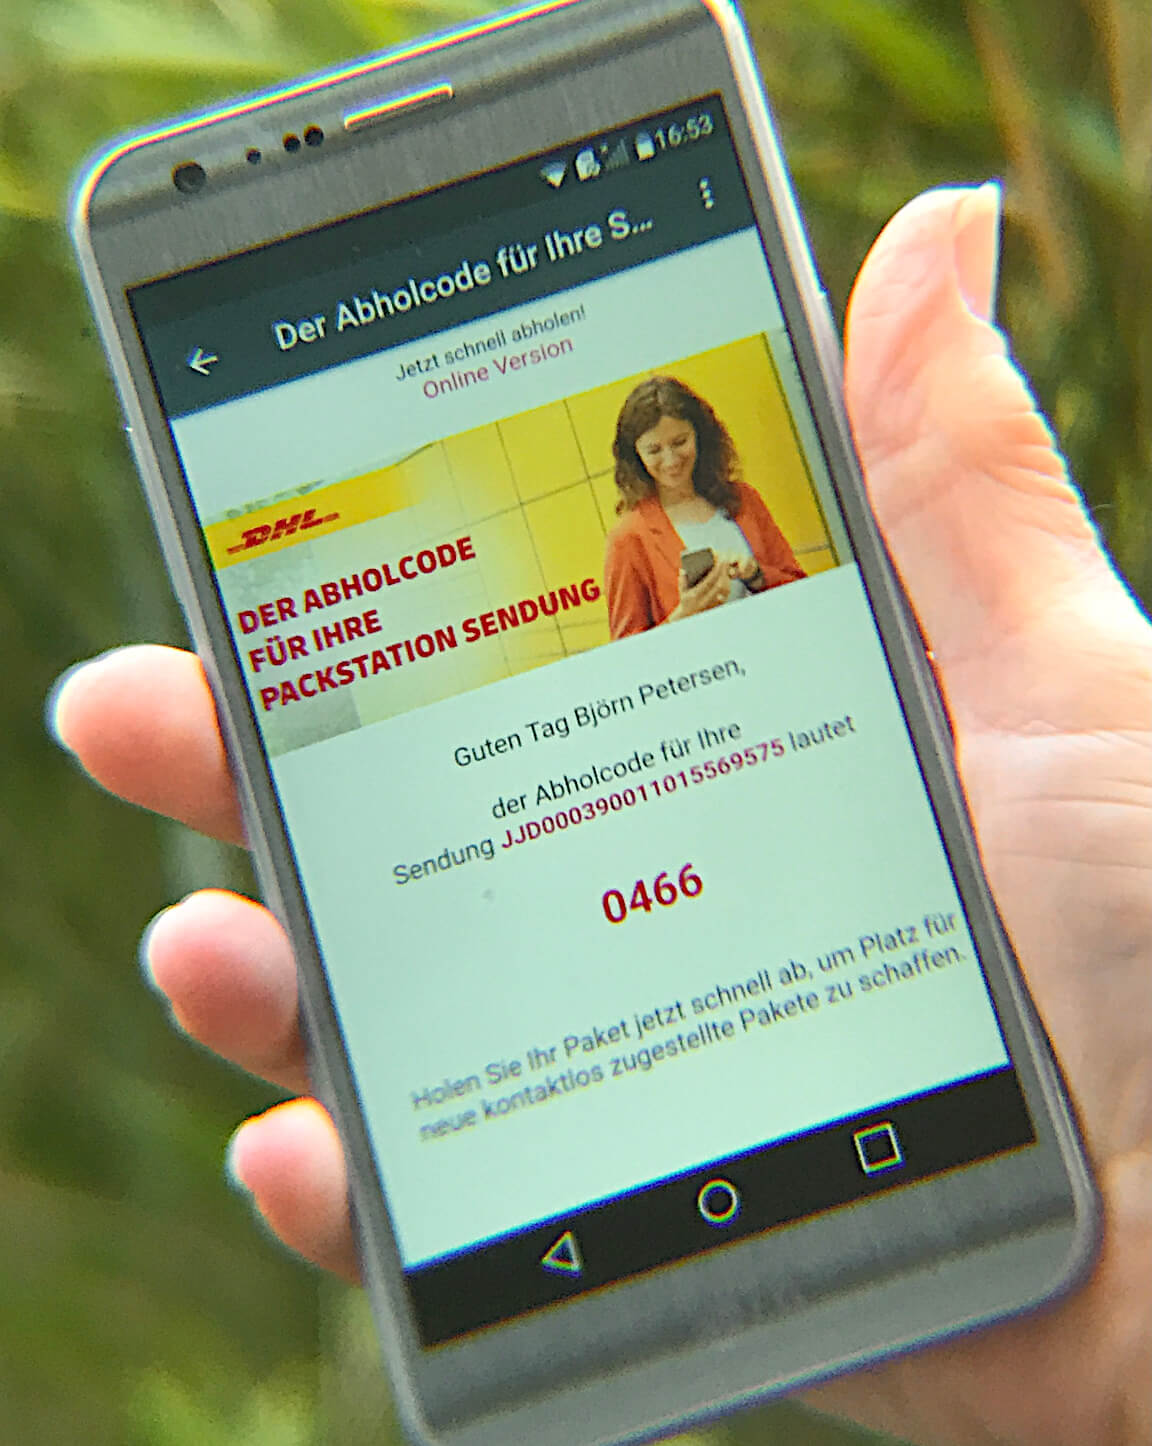 16:53
Der Abholcode für Ihre S...
Jetzt schnell abholen!
Online Version
DHL
DER ABHOLCODE
FÜR IHRE
PACKSTATION SENDUNG
Guten Tag Björn Petersen,
der Abholcode für Ihre
Sendung JJD000390011015569575 lautet
0466
Holen Sie Ihr Paket jetzt schnell ab, um Platz für
neue kontaktlos zugestellte Pakete zu schaffen.